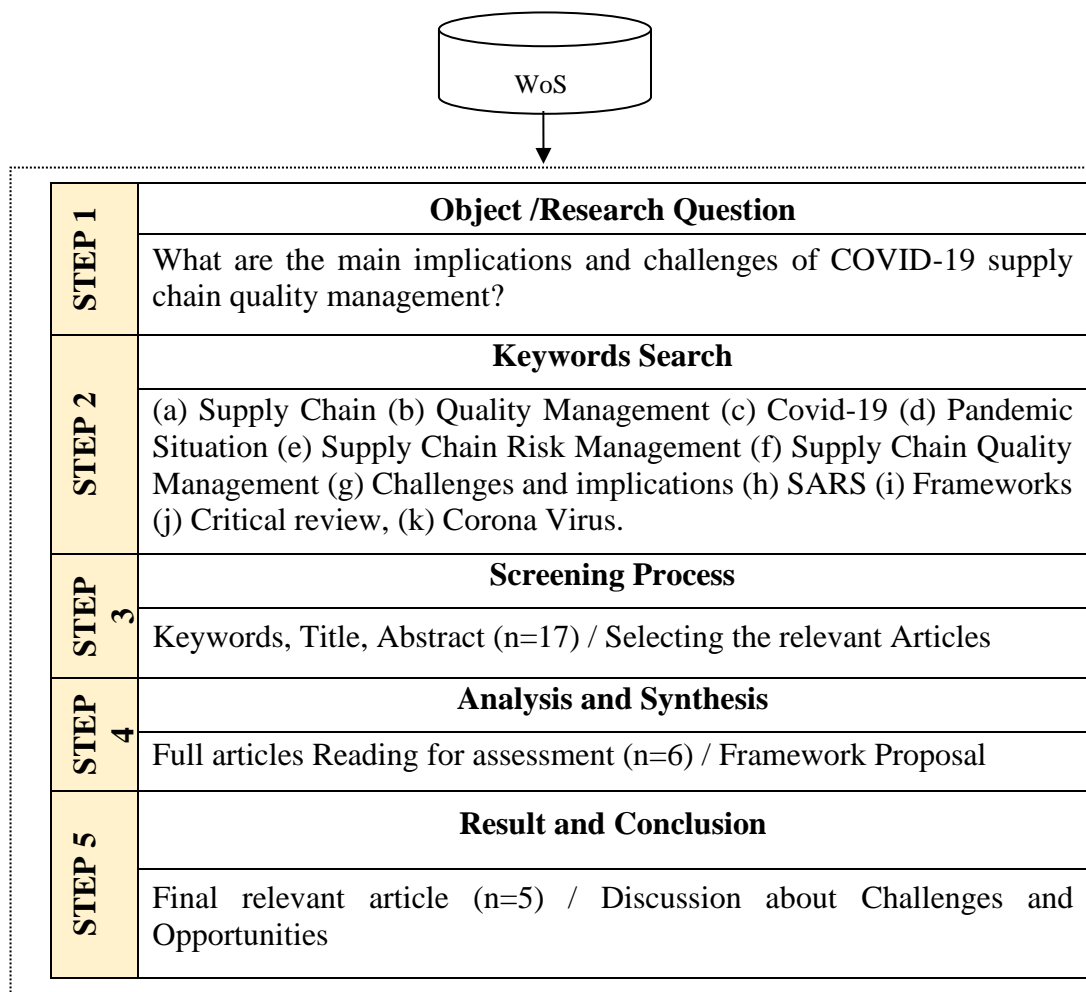 WoS
STEP 1
Object /Research Question
What are the main implications and challenges of COVID-19 supply
chain quality management?
STEP 2
Keywords Search
(a) Supply Chain (b) Quality Management (c) Covid-19 (d) Pandemic
Situation (e) Supply Chain Risk Management (f) Supply Chain Quality
Management (g) Challenges and implications (h) SARS (i) Frameworks
(j) Critical review, (k) Corona Virus.
STEP
3
Screening Process
Keywords, Title, Abstract (n=17) / Selecting the relevant Articles
STEP
4
Analysis and Synthesis
Full articles Reading for assessment (n=6) / Framework Proposal
STEP 5
Result and Conclusion
Final relevant article (n=5) / Discussion about Challenges and
Opportunities